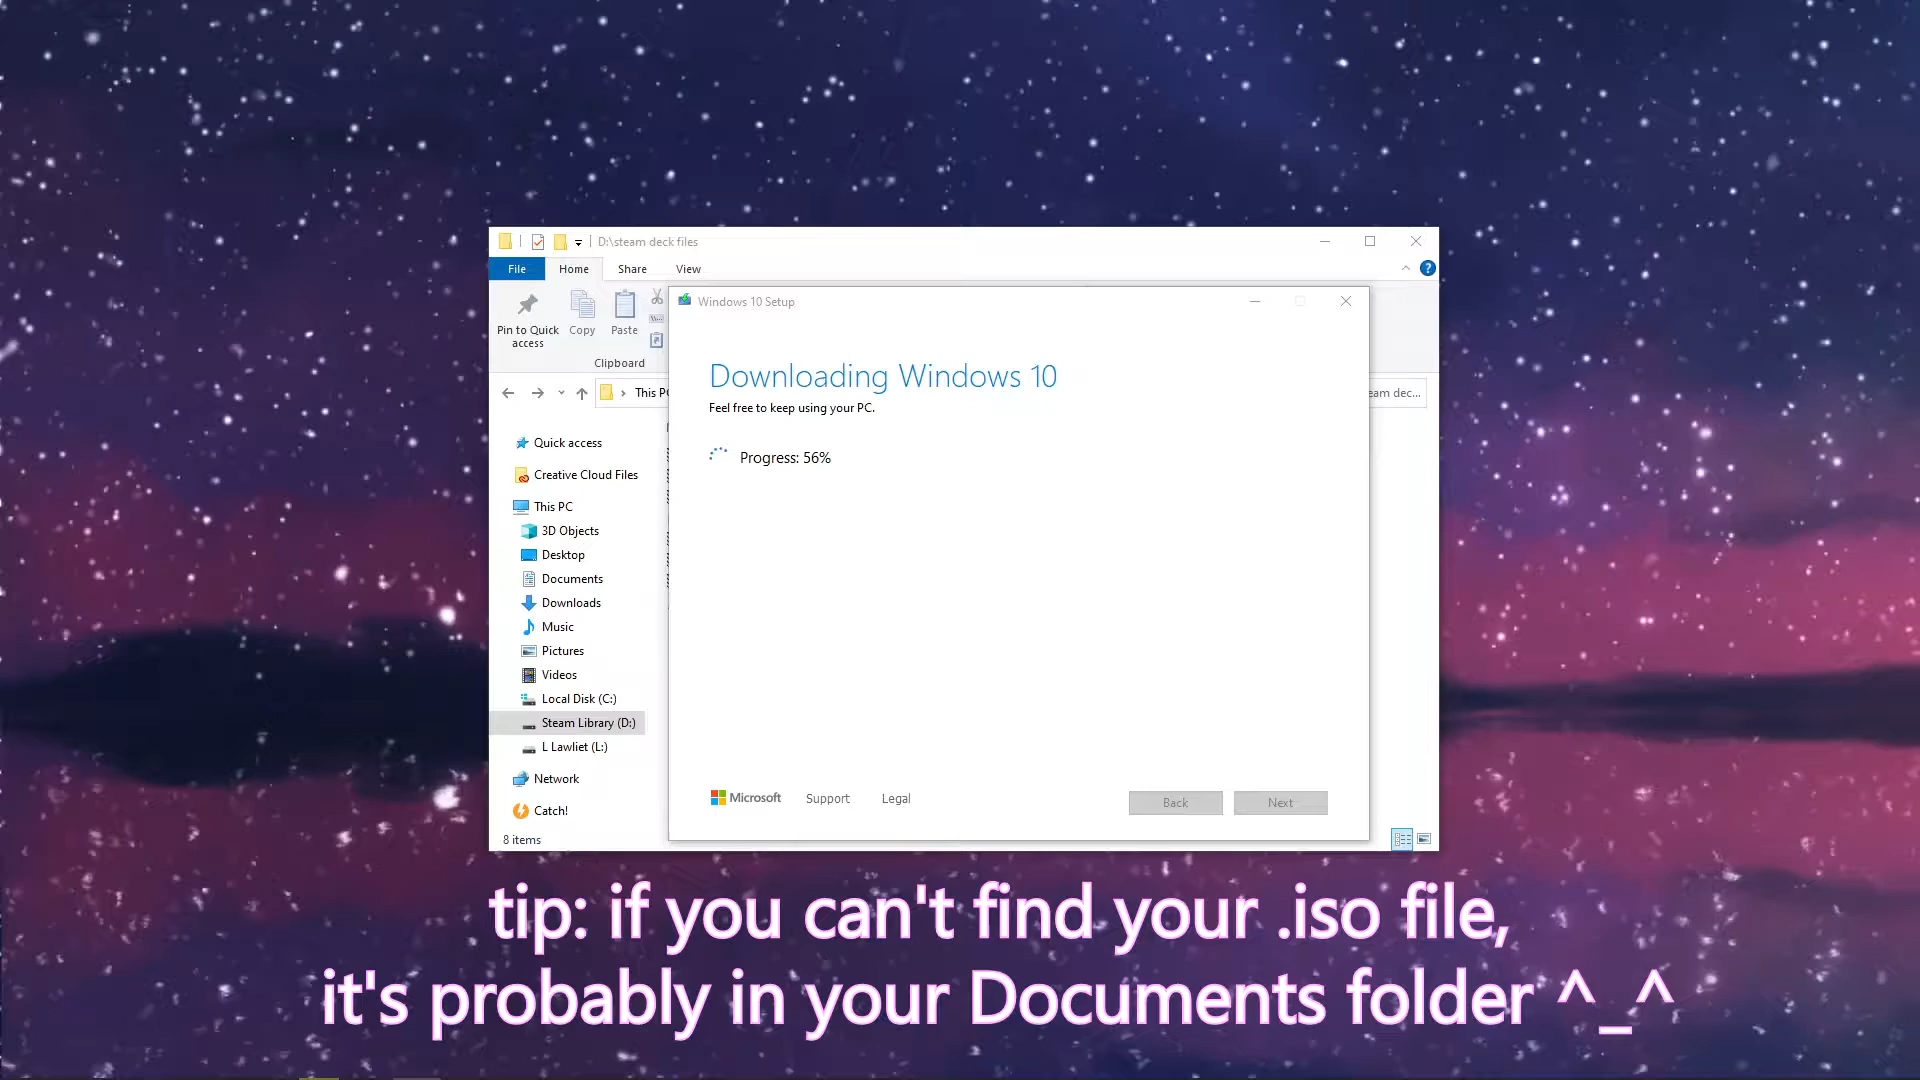 D:\steam deck files
File Home Share View
Pin to Quick access
Copy
Paste
Clipboard
This PC
Quick access
Creative Cloud Files
This PC
3D Objects
Desktop
Documents
Downloads
Music
Pictures
Videos
Local Disk (C:)
Steam Library (D:)
L Lawliet (L:)
Network
Catch!
8 items
Windows 10 Setup
Downloading Windows 10
Feel free to keep using your PC.
Progress: 56%
Microsoft Support Legal
Back Next
tip: if you can't find your .iso file,
it's probably in your Documents folder ^_^